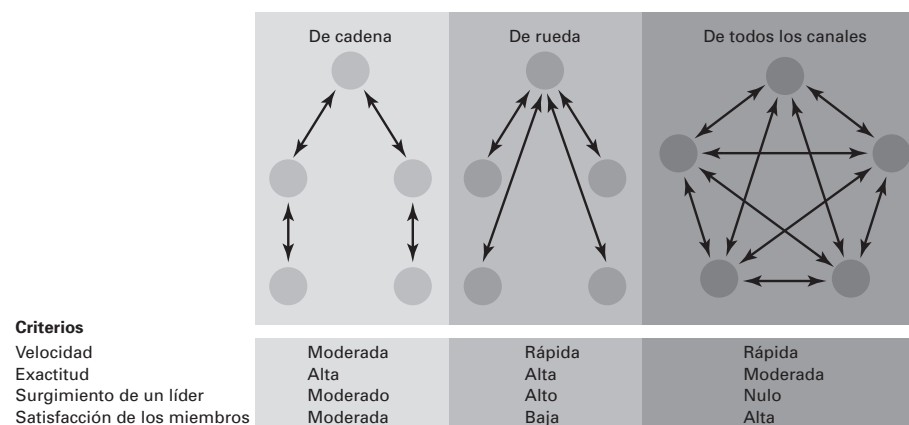 De cadena De rueda De todos los canales
Criterios
Velocidad Moderada Rápida Rápida
Exactitud Alta Alta Moderada
Surgimiento de un líder Moderado Alto Nulo
Satisfacción de los miembros Moderada Baja Alta